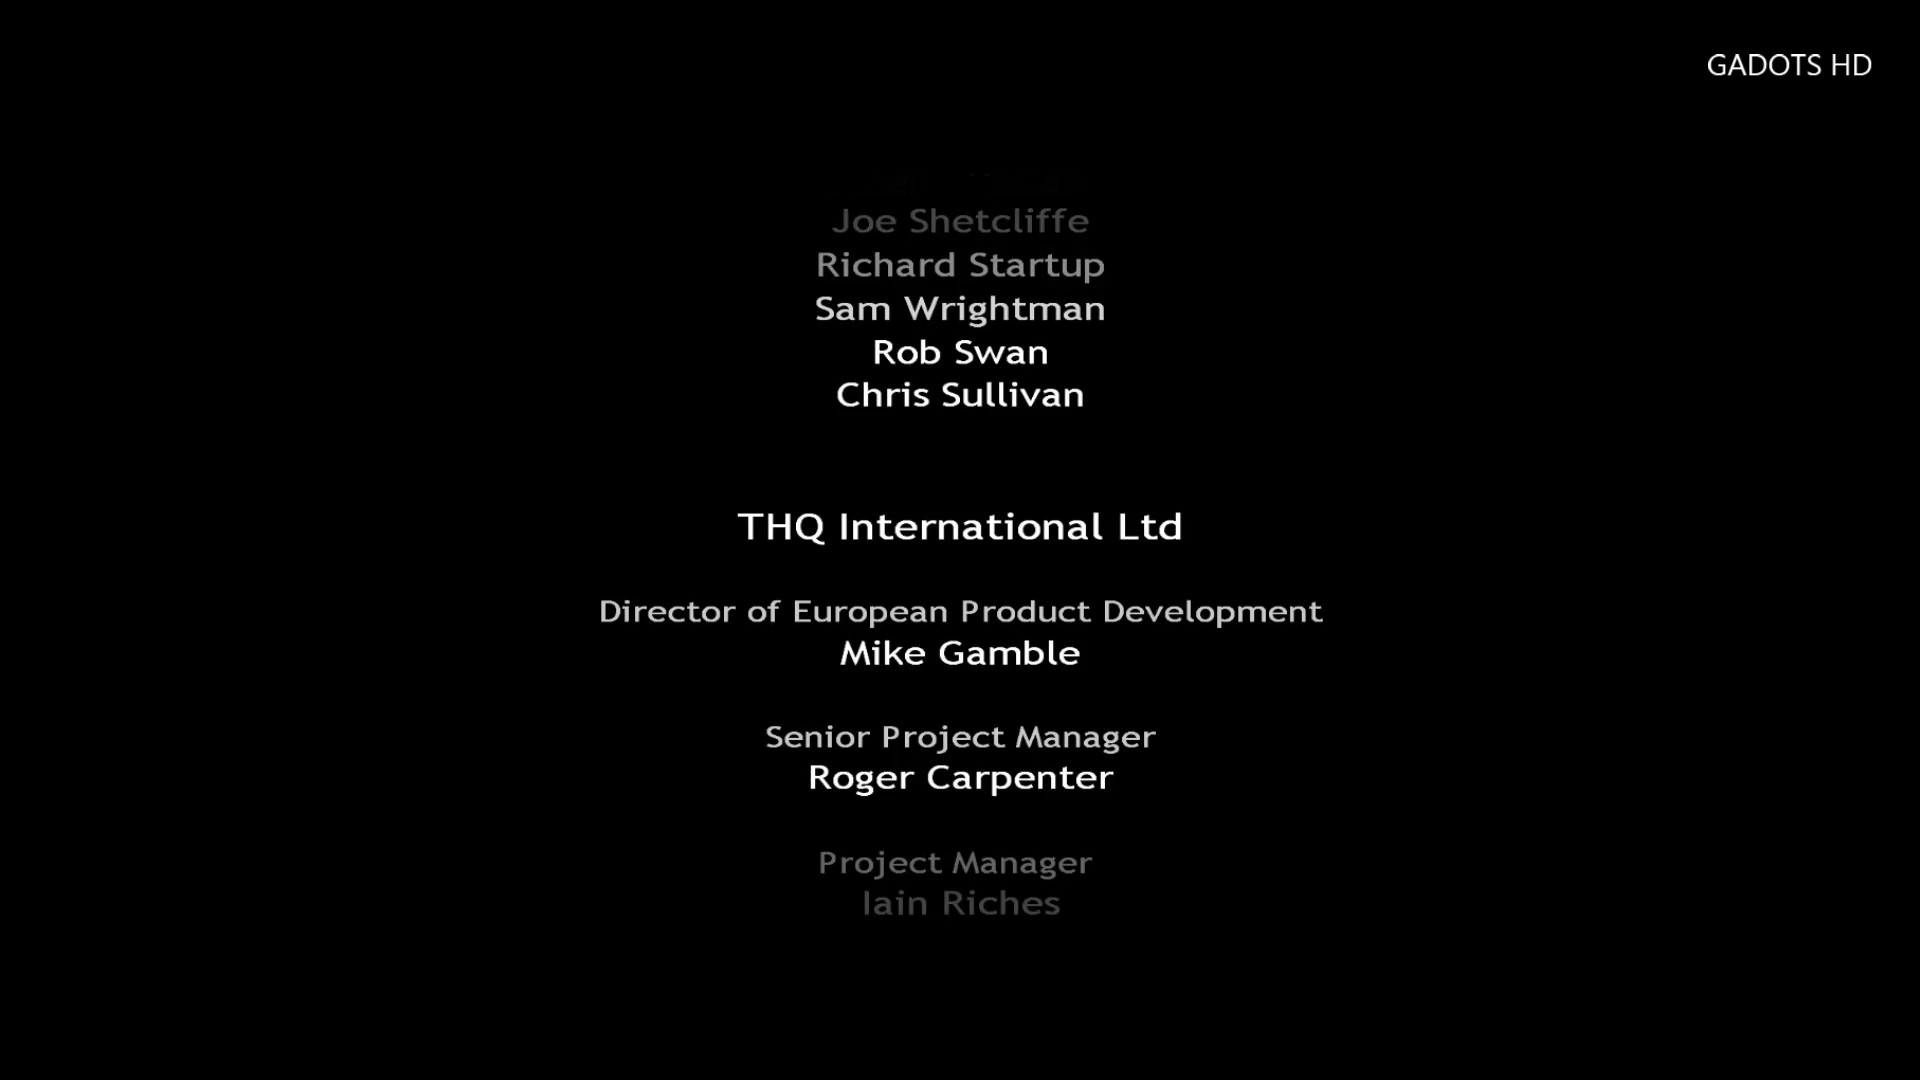 GADOTS HD
Joe Shetcliffe
Richard Startup
Sam Wrightman
Rob Swan
Chris Sullivan
THQ International Ltd
Director of European Product Development
Mike Gamble
Senior Project Manager
Roger Carpenter
Project Manager
Iain Riches